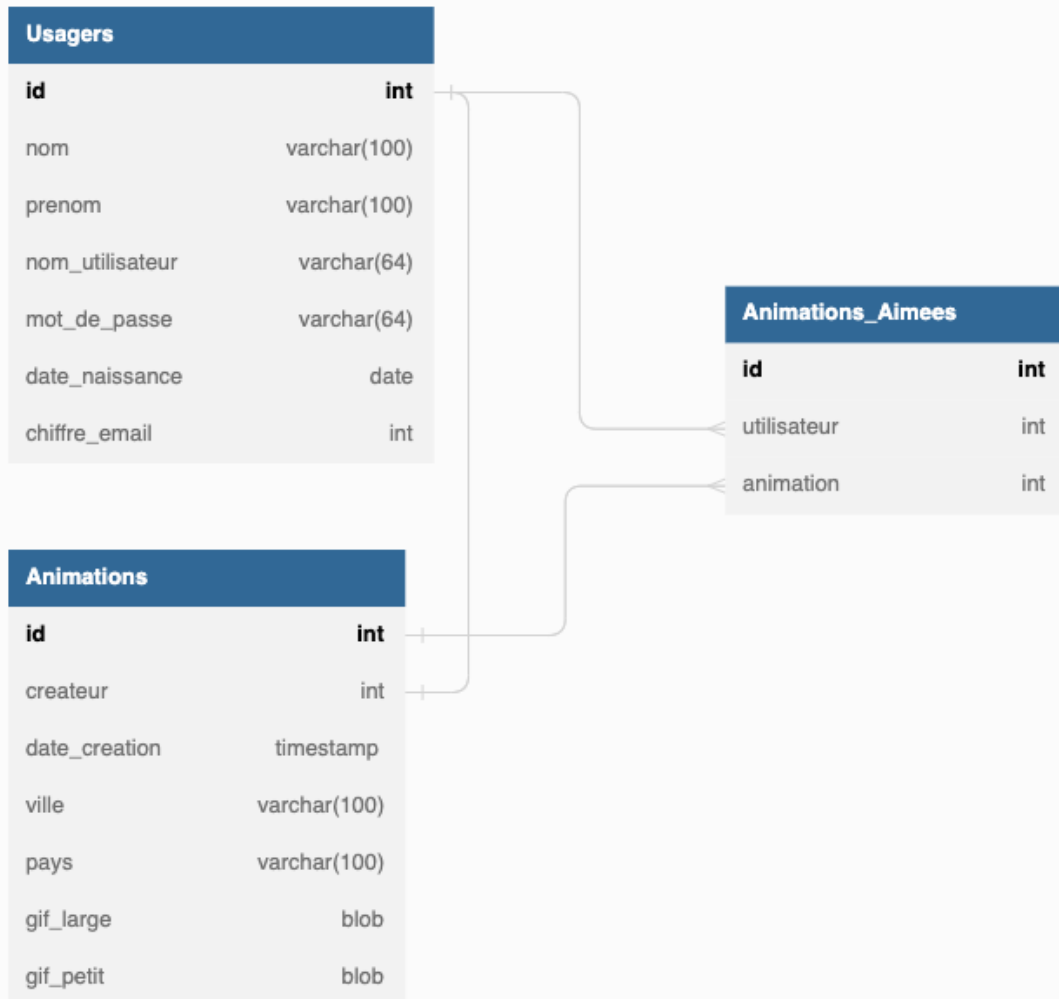 Usagers
id int
nom varchar(100)
prenom varchar(100)
nom_utilisateur varchar(64)
mot_de_passe varchar(64)
date_naissance date
chiffre_email int
Animations_Aimees
id int
utilisateur int
animation int
Animations
id int
createur int
date_creation timestamp
ville varchar(100)
pays varchar(100)
gif_large blob
gif_petit blob